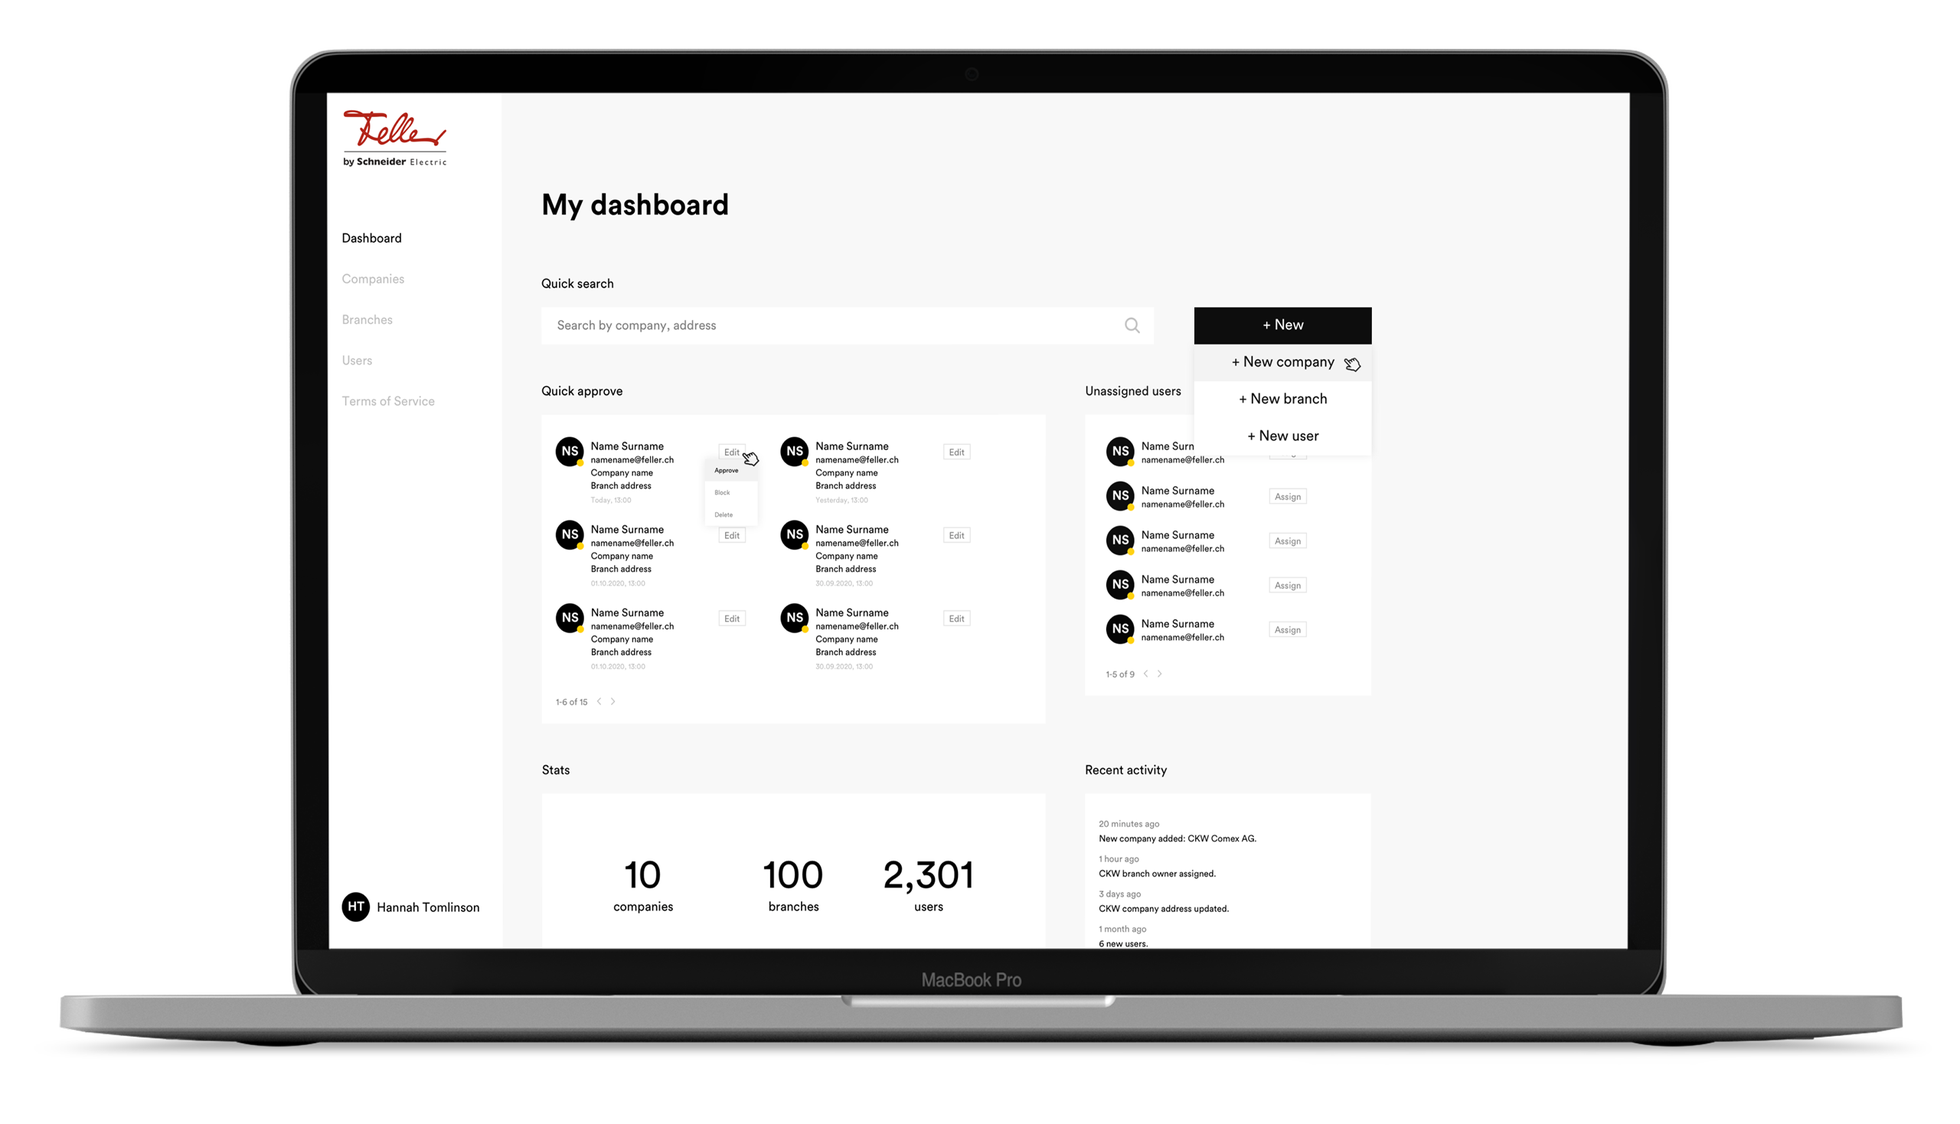 Feller
by Schneider Electric
My dashboard
Dashboard
Companies
Branches
Users
Terms of Service
Quick search
Search by company, address
+ New
+ New company
+ New branch
+ New user
Quick approve
NS
Name Surname
namename@feller.ch
Company name
Branch address
Today, 13:00
Edit
Approve
Block
Delete
NS
Name Surname
namename@feller.ch
Company name
Branch address
Yesterday, 13:00
Edit
NS
Name Surname
namename@feller.ch
Company name
Branch address
01.10.2020, 13:00
Edit
NS
Name Surname
namename@feller.ch
Company name
Branch address
30.09.2020, 13:00
Edit
NS
Name Surname
namename@feller.ch
Company name
Branch address
01.10.2020, 13:00
Edit
NS
Name Surname
namename@feller.ch
Company name
Branch address
30.09.2020, 13:00
Edit
1-6 of 15
Unassigned users
NS
Name Surn
namename@feller.ch
NS
Name Surname
namename@feller.ch
Assign
NS
Name Surname
namename@feller.ch
Assign
NS
Name Surname
namename@feller.ch
Assign
NS
Name Surname
namename@feller.ch
Assign
1-5 of 9
Stats
10
companies
100
branches
2,301
users
Recent activity
20 minutes ago
New company added: CKW Comex AG.
1 hour ago
CKW branch owner assigned.
3 days ago
CKW company address updated.
1 month ago
6 new users.
HT
Hannah Tomlinson
MacBook Pro